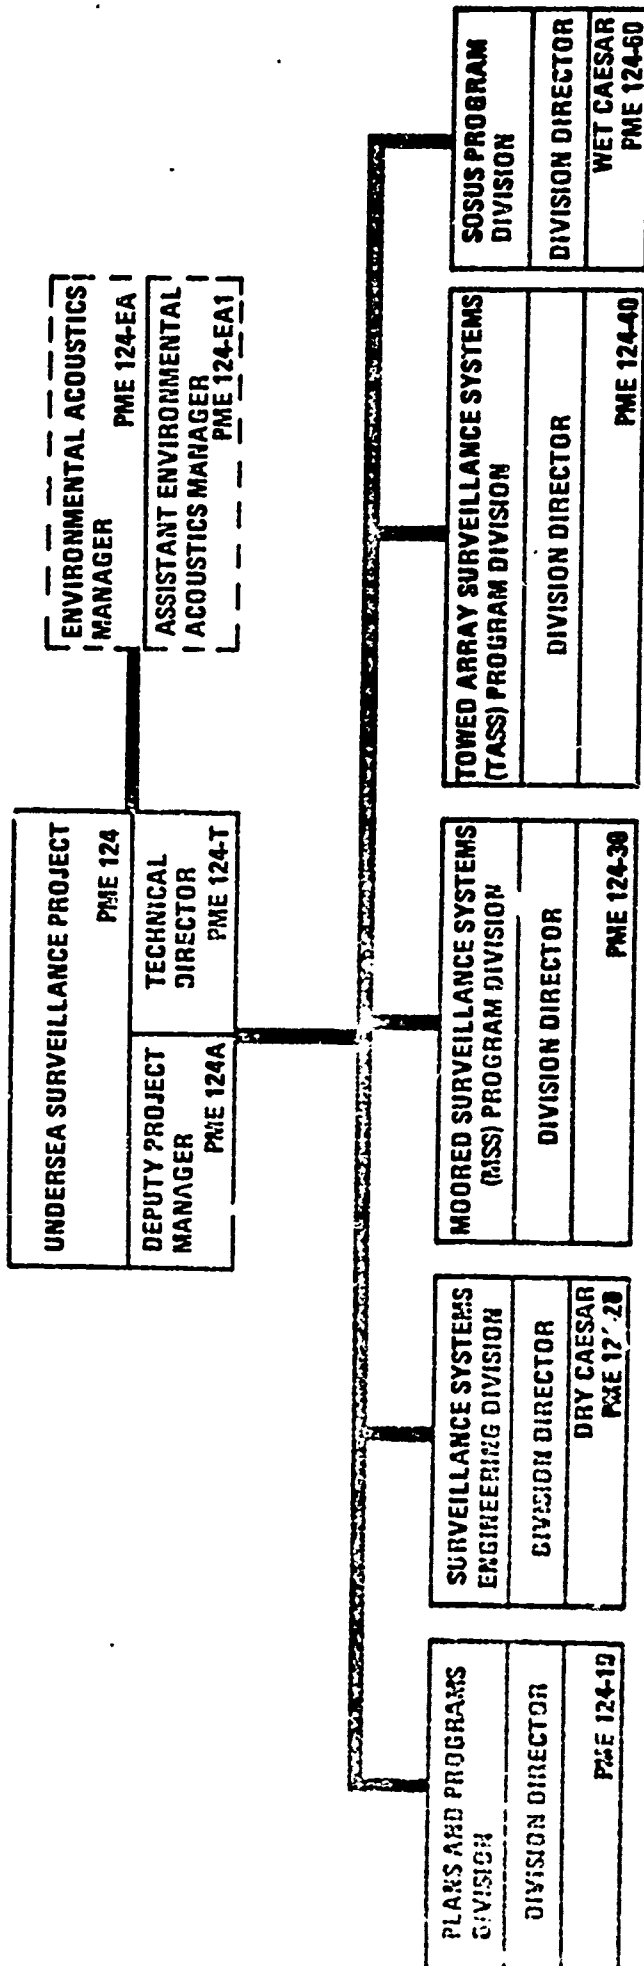 UNDERSEA SURVEILLANCE PROJECT
PME 124
DEPUTY PROJECT
MANAGER
PME 124A
TECHNICAL
DIRECTOR
PME 124-T
ENVIRONMENTAL ACOUSTICS
MANAGER
PME 124-EA
ASSISTANT ENVIRONMENTAL
ACOUSTICS MANAGER
PME 124-EA1
PLANS AND PROGRAMS
DIVISION
DIVISION DIRECTOR
PME 124-10
SURVEILLANCE SYSTEMS
ENGINEERING DIVISION
DIVISION DIRECTOR
DRY CAESAR
PME
MOORED SURVEILLANCE SYSTEMS
(MSS) PROGRAM DIVISION
DIVISION DIRECTOR
PME 124-30
TOWED ARRAY SURVEILLANCE SYSTEMS
(TASS) PROGRAM DIVISION
DIVISION DIRECTOR
PME 124-40
SOSUS PROGRAM
DIVISION
DIVISION DIRECTOR
WET CAESAR
PME 124-60